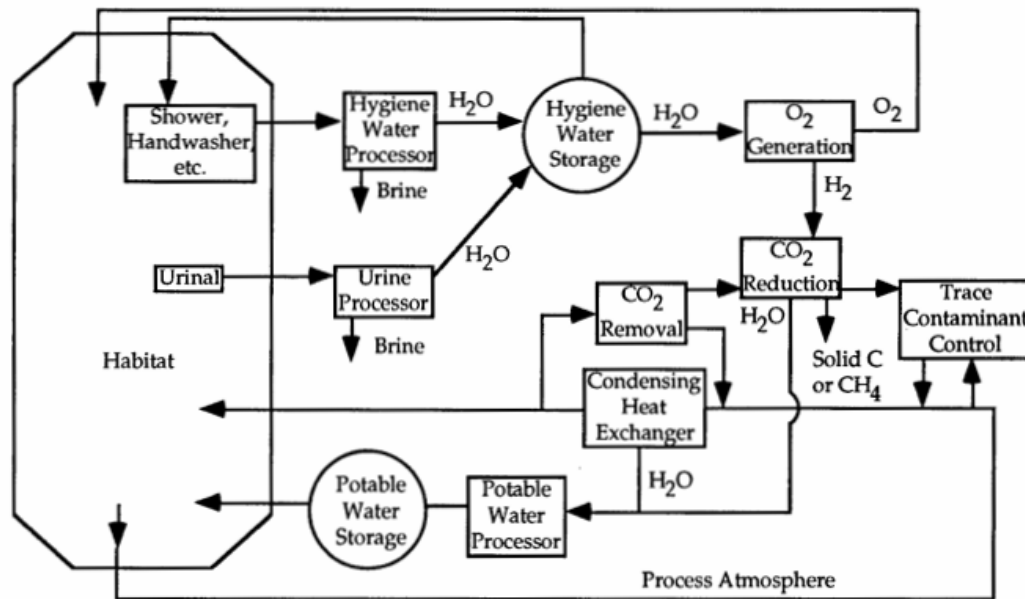 Shower,
Handwasher,
etc.
Hygiene
Water
Processor
H2O
Brine
Hygiene
Water
Storage
H2O
O2
Generation
O2
H2
Urinal
Urine
Processor
H2O
Brine
CO2
Removal
CO2
Reduction
H2O
Solid C
or CH4
Trace
Contaminant
Control
Habitat
Condensing
Heat
Exchanger
H2O
Potable
Water
Storage
Potable
Water
Processor
Process Atmosphere